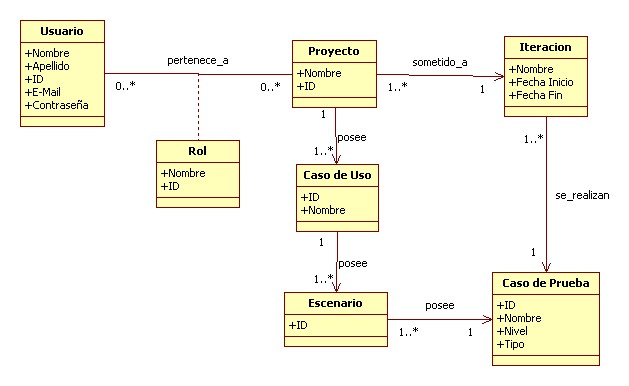 Usuario
+Nombre
+Apellido
+ID
+E-Mail
+Contraseña
pertenece_a
0..*
0..*
Proyecto
+Nombre
+ID
sometido_a
1..*
1
Iteracion
+Nombre
+Fecha Inicio
+Fecha Fin
Rol
+Nombre
+ID
1
posee
1..*
Caso de Uso
+ID
+Nombre
1..*
se_realizan
1
1
posee
1..*
Escenario
+ID
posee
1..*
1
Caso de Prueba
+ID
+Nombre
+Nivel
+Tipo